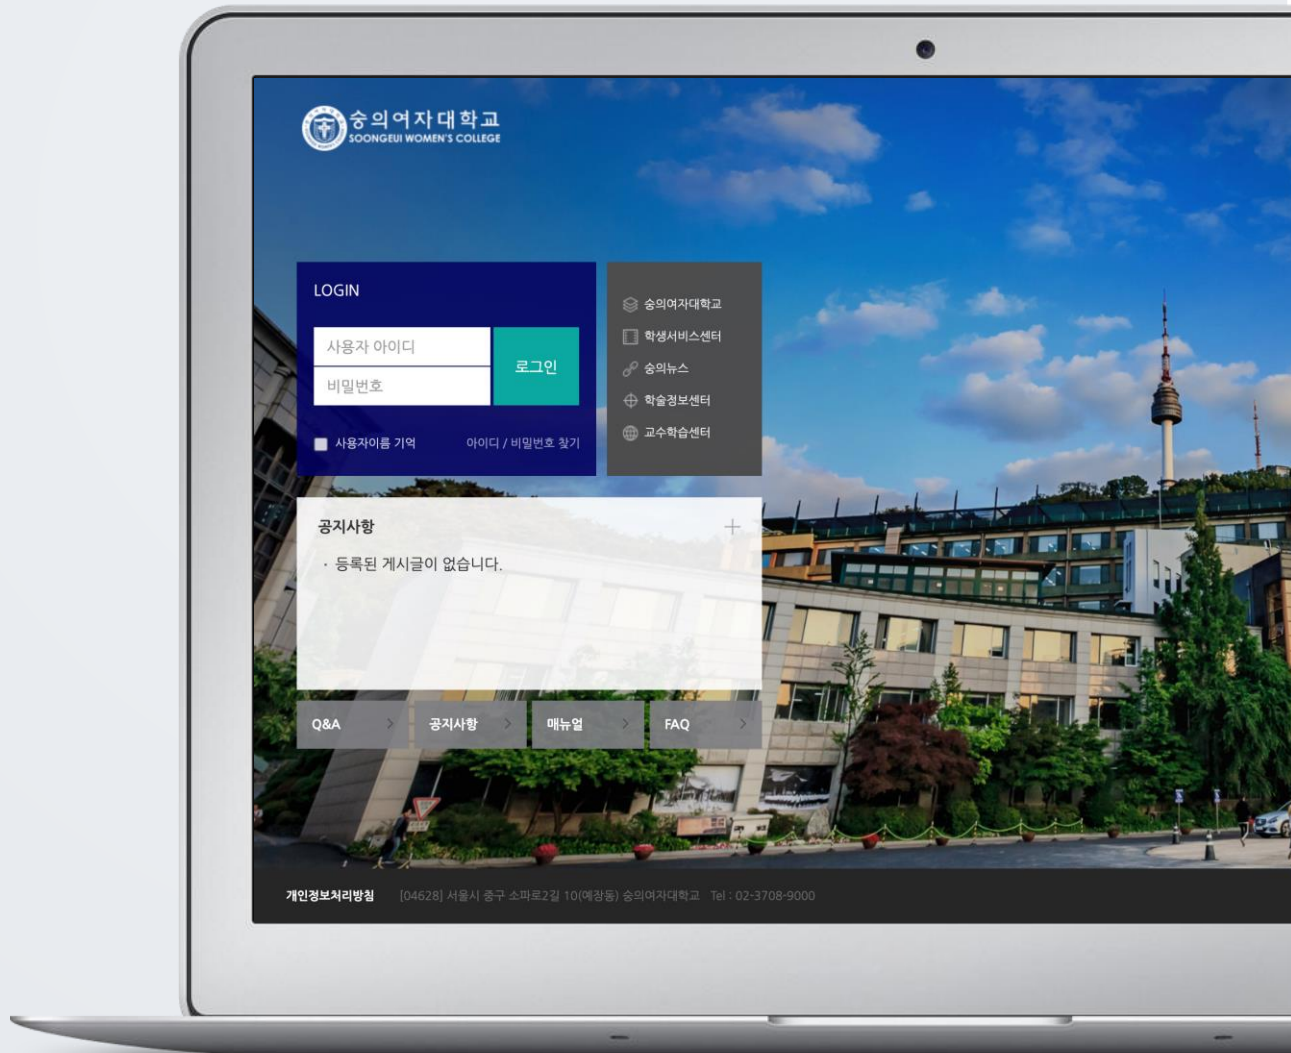 숭의여자대학교
SOONGEUI WOMEN'S COLLEGE
LOGIN
사용자 아이디
비밀번호
로그인
사용자이름 기억
아이디 / 비밀번호 찾기
숭의여자대학교
학생서비스센터
숭의뉴스
학술정보센터
교수학습센터
공지사항
· 등록된 게시글이 없습니다.
Q&A
공지사항
매뉴얼
FAQ
개인정보처리방침 [04628] 서울시 중구 소파로2길 10(예장동) 숭의여자대학교 Tel : 02-3708-9000